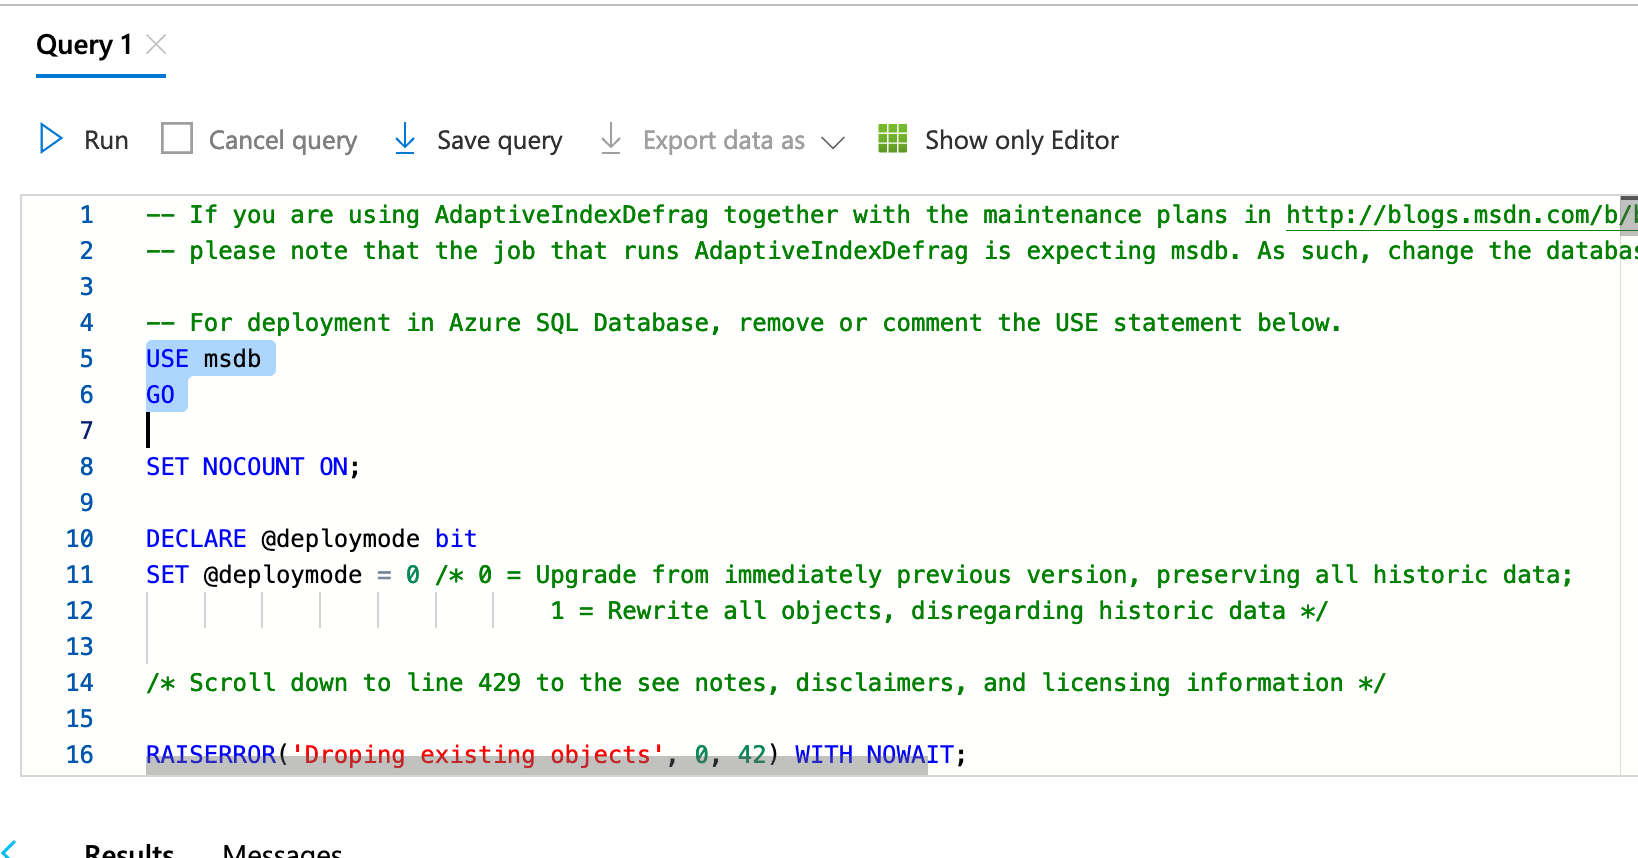 Query 1
Run Cancel query Save query Export data as Show only Editor
1 -- If you are using AdaptiveIndexDefrag together with the maintenance plans in http://blogs.msdn.com/b/
2 -- please note that the job that runs AdaptiveIndexDefrag is expecting msdb. As such, change the databas
3
4 -- For deployment in Azure SQL Database, remove or comment the USE statement below.
5 USE msdb
6 GO
7
8 SET NOCOUNT ON;
9
10 DECLARE @deploymode bit
11 SET @deploymode = 0 /* 0 = Upgrade from immediately previous version, preserving all historic data;
12 1 = Rewrite all objects, disregarding historic data */
13
14 /* Scroll down to line 429 to the see notes, disclaimers, and licensing information */
15
16 RAISERROR('Droping existing objects', 0, 42) WITH NOWAIT;
Results Messages